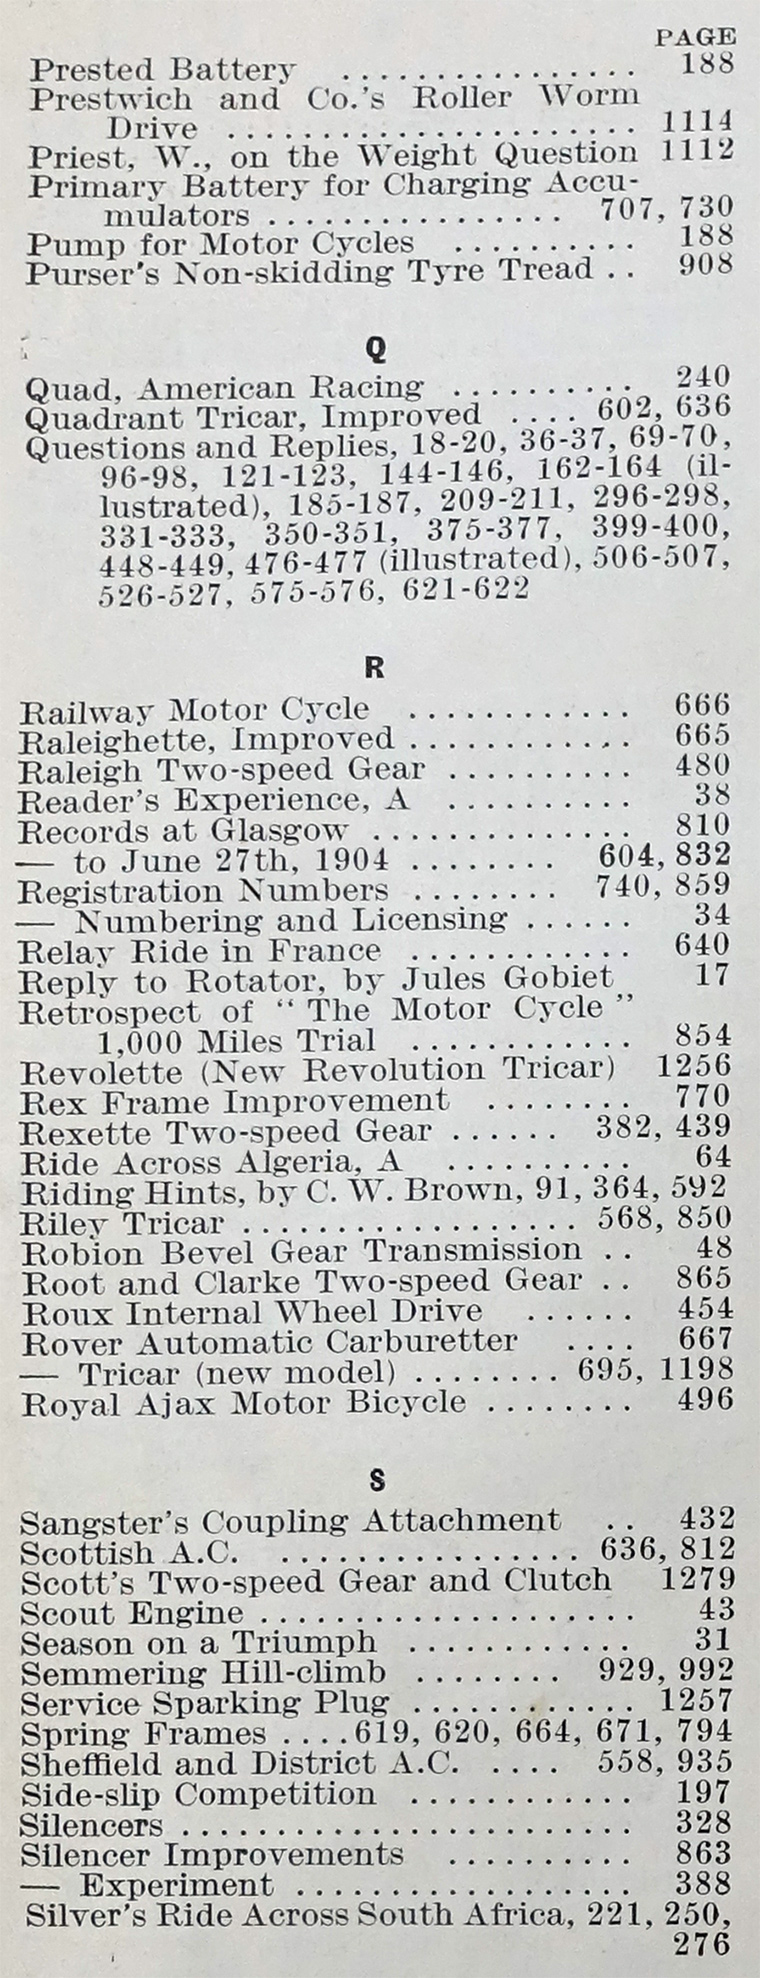 PAGE
Prested Battery ................ 188
Prestwich and Co.'s Roller Worm
Drive ....................... 1114
Priest, W., on the Weight Question 1112
Primary Battery for Charging Accu-
mulators ................ 707, 730
Pump for Motor Cycles .......... 188
Purser's Non-skidding Tyre Tread .. 908
Q
Quad, American Racing .......... 240
Quadrant Tricar, Improved .... 602, 636
Questions and Replies, 18-20, 36-37, 69-70,
96-98, 121-123, 144-146, 162-164 (il-
lustrated), 185-187, 209-211, 296-298,
331-333, 350-351, 375-377, 399-400,
448-449, 476-477 (illustrated), 506-507,
526-527, 575-576, 621-622
R
Railway Motor Cycle ............ 666
Raleighette, Improved ............ 665
Raleigh Two-speed Gear .......... 480
Reader's Experience, A .......... 38
Records at Glasgow .............. 810
— to June 27th, 1904 ........ 604, 832
Registration Numbers ........ 740, 859
— Numbering and Licensing ...... 34
Relay Ride in France ............ 640
Reply to Rotator, by Jules Gobiet 17
Retrospect of "The Motor Cycle"
1,000 Miles Trial ............ 854
Revolette (New Revolution Tricar) 1256
Rex Frame Improvement ........ 770
Rexette Two-speed Gear ...... 382, 439
Ride Across Algeria, A .......... 64
Riding Hints, by C. W. Brown, 91, 364, 592
Riley Tricar .................. 568, 850
Robion Bevel Gear Transmission .. 48
Root and Clarke Two-speed Gear .. 865
Roux Internal Wheel Drive ...... 454
Rover Automatic Carburetter .... 667
— Tricar (new model) ........ 695, 1198
Royal Ajax Motor Bicycle ........ 496
S
Sangster's Coupling Attachment .. 432
Scottish A.C. ................ 636, 812
Scott's Two-speed Gear and Clutch 1279
Scout Engine .................... 43
Season on a Triumph ............ 31
Semmering Hill-climb ........ 929, 992
Service Sparking Plug ............ 1257
Spring Frames ....619, 620, 664, 671, 794
Sheffield and District A.C. .... 558, 935
Side-slip Competition ............ 197
Silencers ........................ 328
Silencer Improvements .......... 863
— Experiment .................. 388
Silver's Ride Across South Africa, 221, 250,
276